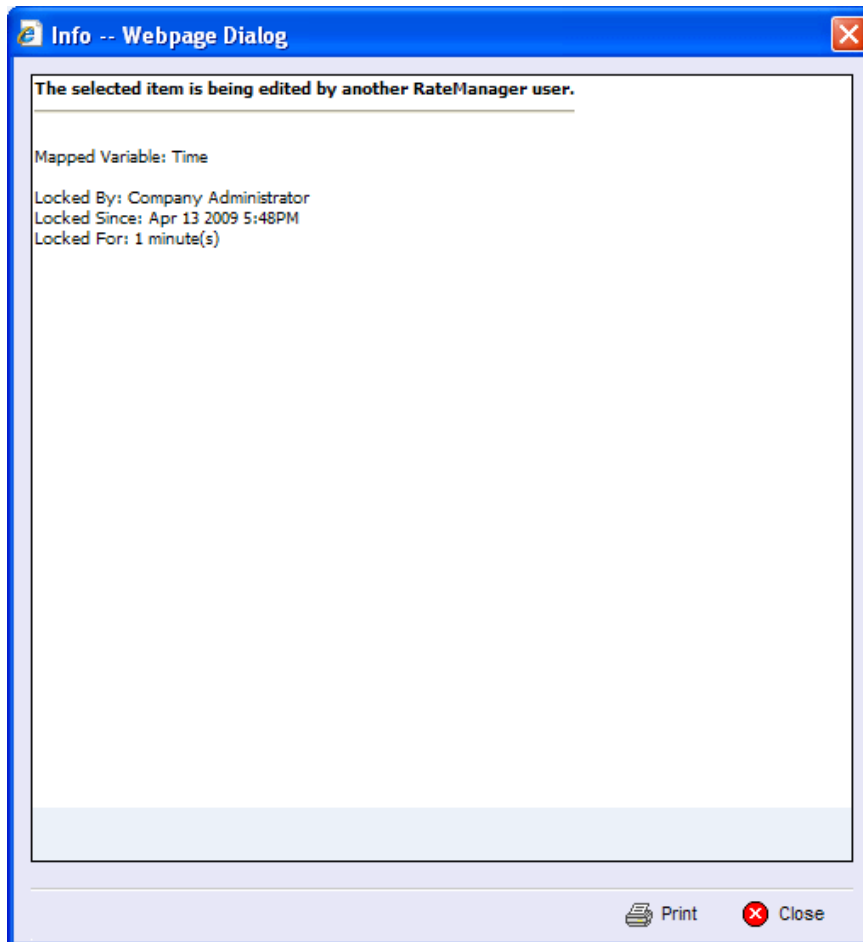 Info -- Webpage Dialog
The selected item is being edited by another RateManager user.
Mapped Variable: Time
Locked By: Company Administrator
Locked Since: Apr 13 2009 5:48PM
Locked For: 1 minute(s)
Print Close